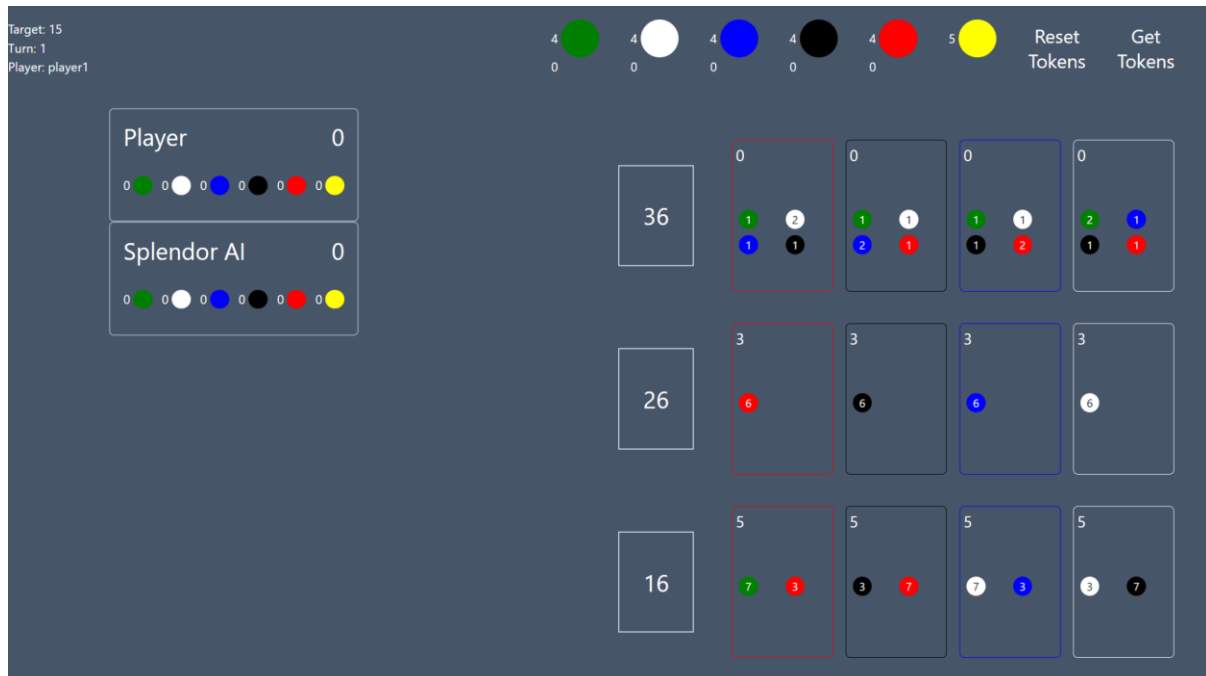 Target: 15
Turn: 1
Player: player1
4 4 4 4 4 5
0 0 0 0 0
Reset Tokens
Get Tokens
Player 0
0 0 0 0 0 0
Splendor AI 0
0 0 0 0 0 0
36
0 0 0 0
1 2 1 1 1 1 2 1
1 1 2 1 1 2 1 1
26
3 3 3 3
6 6 6 6
16
5 5 5 5
7 3 3 7 7 3 3 7